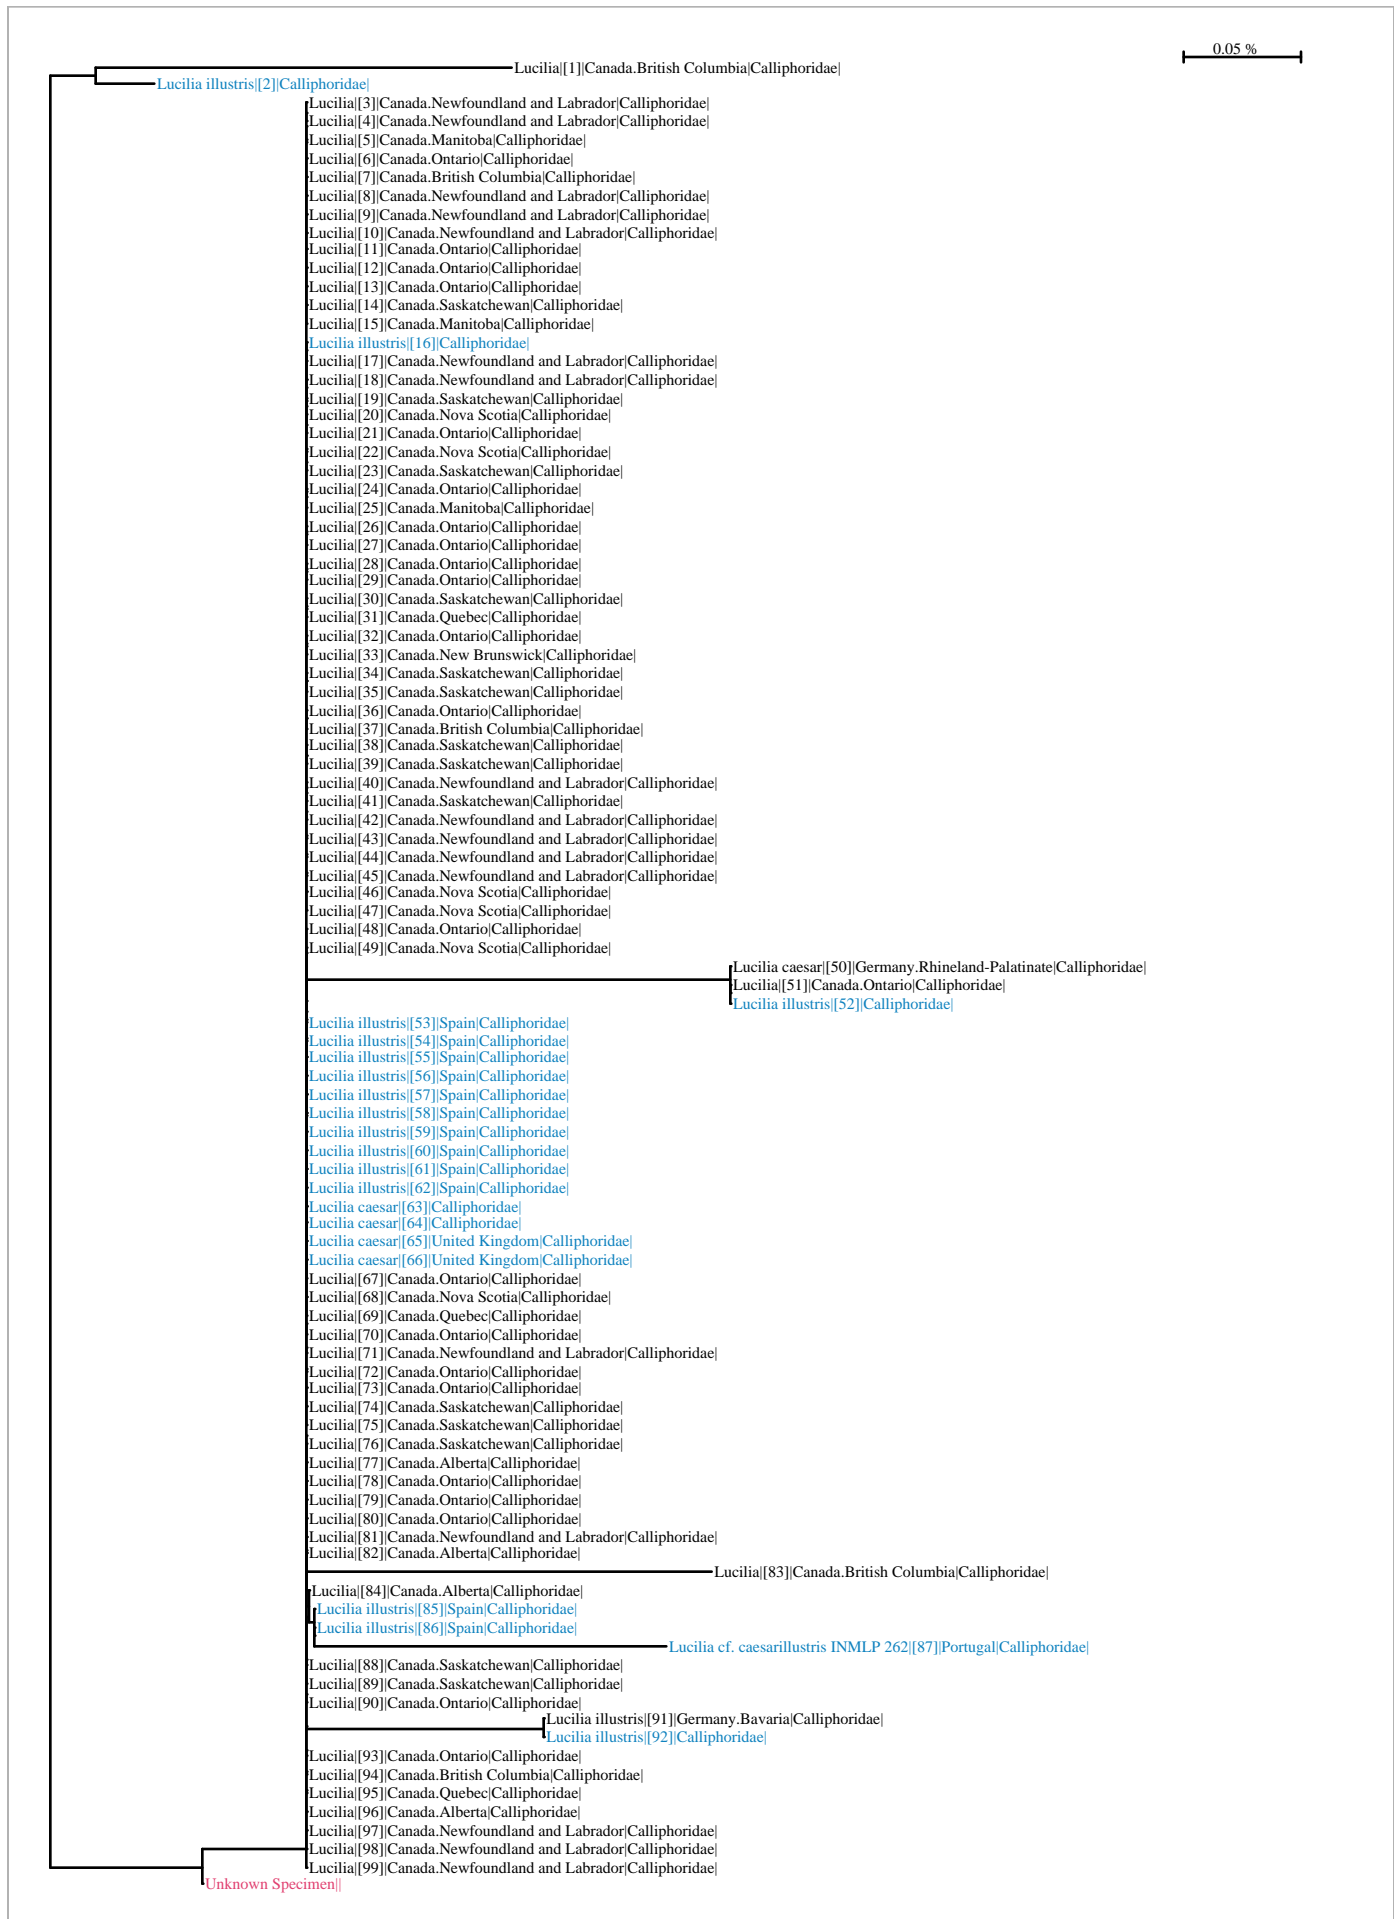 0.05 %
Lucilia|[1]|Canada.British Columbia|Calliphoridae|
Lucilia illustris|[2]|Calliphoridae|
Lucilia|[3]|Canada.Newfoundland and Labrador|Calliphoridae|
Lucilia|[4]|Canada.Newfoundland and Labrador|Calliphoridae|
Lucilia|[5]|Canada.Manitoba|Calliphoridae|
Lucilia|[6]|Canada.Ontario|Calliphoridae|
Lucilia|[7]|Canada.British Columbia|Calliphoridae|
Lucilia|[8]|Canada.Newfoundland and Labrador|Calliphoridae|
Lucilia|[9]|Canada.Newfoundland and Labrador|Calliphoridae|
Lucilia|[10]|Canada.Newfoundland and Labrador|Calliphoridae|
Lucilia|[11]|Canada.Ontario|Calliphoridae|
Lucilia|[12]|Canada.Ontario|Calliphoridae|
Lucilia|[13]|Canada.Ontario|Calliphoridae|
Lucilia|[14]|Canada.Saskatchewan|Calliphoridae|
Lucilia|[15]|Canada.Manitoba|Calliphoridae|
Lucilia illustris|[16]|Calliphoridae|
Lucilia|[17]|Canada.Newfoundland and Labrador|Calliphoridae|
Lucilia|[18]|Canada.Newfoundland and Labrador|Calliphoridae|
Lucilia|[19]|Canada.Saskatchewan|Calliphoridae|
Lucilia|[20]|Canada.Nova Scotia|Calliphoridae|
Lucilia|[21]|Canada.Ontario|Calliphoridae|
Lucilia|[22]|Canada.Nova Scotia|Calliphoridae|
Lucilia|[23]|Canada.Saskatchewan|Calliphoridae|
Lucilia|[24]|Canada.Ontario|Calliphoridae|
Lucilia|[25]|Canada.Manitoba|Calliphoridae|
Lucilia|[26]|Canada.Ontario|Calliphoridae|
Lucilia|[27]|Canada.Ontario|Calliphoridae|
Lucilia|[28]|Canada.Ontario|Calliphoridae|
Lucilia|[29]|Canada.Ontario|Calliphoridae|
Lucilia|[30]|Canada.Saskatchewan|Calliphoridae|
Lucilia|[31]|Canada.Quebec|Calliphoridae|
Lucilia|[32]|Canada.Ontario|Calliphoridae|
Lucilia|[33]|Canada.New Brunswick|Calliphoridae|
Lucilia|[34]|Canada.Saskatchewan|Calliphoridae|
Lucilia|[35]|Canada.Saskatchewan|Calliphoridae|
Lucilia|[36]|Canada.Ontario|Calliphoridae|
Lucilia|[37]|Canada.British Columbia|Calliphoridae|
Lucilia|[38]|Canada.Saskatchewan|Calliphoridae|
Lucilia|[39]|Canada.Saskatchewan|Calliphoridae|
Lucilia|[40]|Canada.Newfoundland and Labrador|Calliphoridae|
Lucilia|[41]|Canada.Saskatchewan|Calliphoridae|
Lucilia|[42]|Canada.Newfoundland and Labrador|Calliphoridae|
Lucilia|[43]|Canada.Newfoundland and Labrador|Calliphoridae|
Lucilia|[44]|Canada.Newfoundland and Labrador|Calliphoridae|
Lucilia|[45]|Canada.Newfoundland and Labrador|Calliphoridae|
Lucilia|[46]|Canada.Nova Scotia|Calliphoridae|
Lucilia|[47]|Canada.Nova Scotia|Calliphoridae|
Lucilia|[48]|Canada.Ontario|Calliphoridae|
Lucilia|[49]|Canada.Nova Scotia|Calliphoridae|
Lucilia caesar|[50]|Germany.Rhineland-Palatinate|Calliphoridae|
Lucilia|[51]|Canada.Ontario|Calliphoridae|
Lucilia illustris|[52]|Calliphoridae|
Lucilia illustris|[53]|Spain|Calliphoridae|
Lucilia illustris|[54]|Spain|Calliphoridae|
Lucilia illustris|[55]|Spain|Calliphoridae|
Lucilia illustris|[56]|Spain|Calliphoridae|
Lucilia illustris|[57]|Spain|Calliphoridae|
Lucilia illustris|[58]|Spain|Calliphoridae|
Lucilia illustris|[59]|Spain|Calliphoridae|
Lucilia illustris|[60]|Spain|Calliphoridae|
Lucilia illustris|[61]|Spain|Calliphoridae|
Lucilia illustris|[62]|Spain|Calliphoridae|
Lucilia caesar|[63]|Calliphoridae|
Lucilia caesar|[64]|Calliphoridae|
Lucilia caesar|[65]|United Kingdom|Calliphoridae|
Lucilia caesar|[66]|United Kingdom|Calliphoridae|
Lucilia|[67]|Canada.Ontario|Calliphoridae|
Lucilia|[68]|Canada.Nova Scotia|Calliphoridae|
Lucilia|[69]|Canada.Quebec|Calliphoridae|
Lucilia|[70]|Canada.Ontario|Calliphoridae|
Lucilia|[71]|Canada.Newfoundland and Labrador|Calliphoridae|
Lucilia|[72]|Canada.Ontario|Calliphoridae|
Lucilia|[73]|Canada.Ontario|Calliphoridae|
Lucilia|[74]|Canada.Saskatchewan|Calliphoridae|
Lucilia|[75]|Canada.Saskatchewan|Calliphoridae|
Lucilia|[76]|Canada.Saskatchewan|Calliphoridae|
Lucilia|[77]|Canada.Alberta|Calliphoridae|
Lucilia|[78]|Canada.Ontario|Calliphoridae|
Lucilia|[79]|Canada.Ontario|Calliphoridae|
Lucilia|[80]|Canada.Ontario|Calliphoridae|
Lucilia|[81]|Canada.Newfoundland and Labrador|Calliphoridae|
Lucilia|[82]|Canada.Alberta|Calliphoridae|
Lucilia|[83]|Canada.British Columbia|Calliphoridae|
Lucilia|[84]|Canada.Alberta|Calliphoridae|
Lucilia illustris|[85]|Spain|Calliphoridae|
Lucilia illustris|[86]|Spain|Calliphoridae|
Lucilia cf. caesarillustris INMLP 262|[87]|Portugal|Calliphoridae|
Lucilia|[88]|Canada.Saskatchewan|Calliphoridae|
Lucilia|[89]|Canada.Saskatchewan|Calliphoridae|
Lucilia|[90]|Canada.Ontario|Calliphoridae|
Lucilia illustris|[91]|Germany.Bavaria|Calliphoridae|
Lucilia illustris|[92]|Calliphoridae|
Lucilia|[93]|Canada.Ontario|Calliphoridae|
Lucilia|[94]|Canada.British Columbia|Calliphoridae|
Lucilia|[95]|Canada.Quebec|Calliphoridae|
Lucilia|[96]|Canada.Alberta|Calliphoridae|
Lucilia|[97]|Canada.Newfoundland and Labrador|Calliphoridae|
Lucilia|[98]|Canada.Newfoundland and Labrador|Calliphoridae|
Lucilia|[99]|Canada.Newfoundland and Labrador|Calliphoridae|
Unknown Specimen||